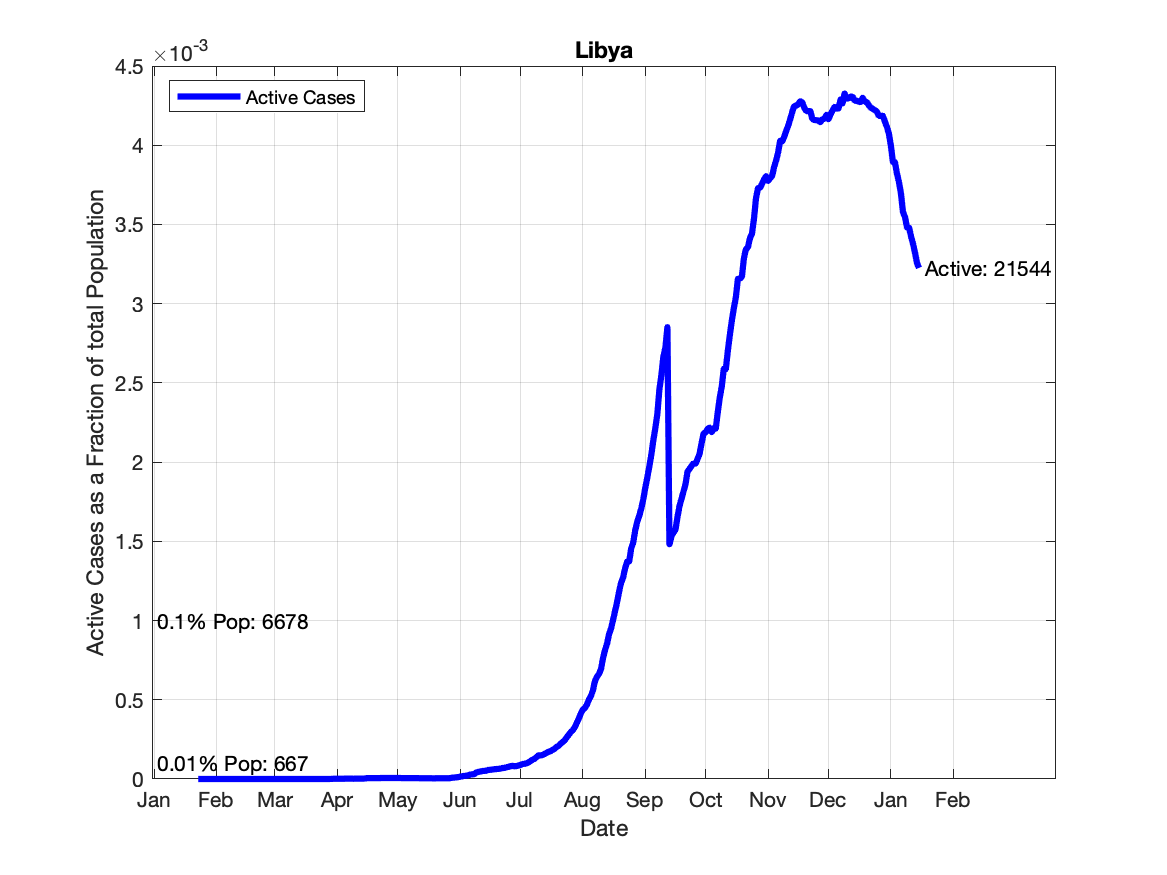 Libya
×10-3
4.5
4
3.5
3
2.5
2
1.5
1
0.5
0
Active Cases as a Fraction of total Population
Active Cases
Active: 21544
0.1% Pop: 6678
0.01% Pop: 667
Jan Feb Mar Apr May Jun Jul Aug Sep Oct Nov Dec Jan Feb
Date